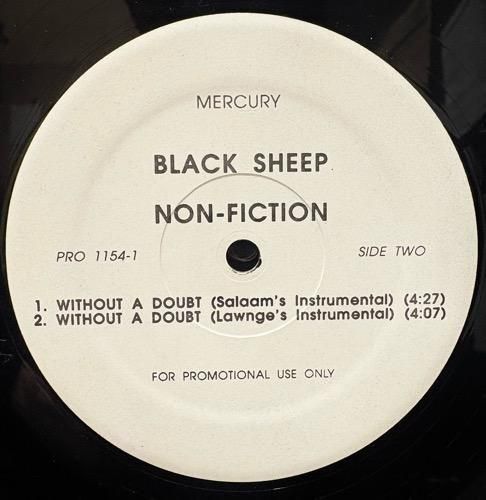 MERCURY
BLACK SHEEP
NON-FICTION
PRO 1154-1 SIDE TWO
1. WITHOUT A DOUBT (Salaam's Instrumental) (4:27)
2. WITHOUT A DOUBT (Lawnge's Instrumental) (4:07)
FOR PROMOTIONAL USE ONLY